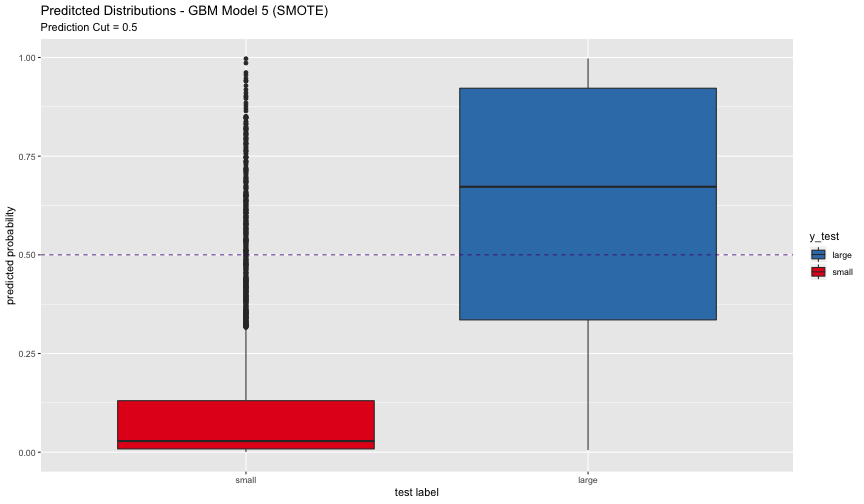 Preditcted Distributions - GBM Model 5 (SMOTE)
Prediction Cut = 0.5
1.00
0.75
0.50
0.25
0.00
predicted probability
small
large
test label
y_test
large
small